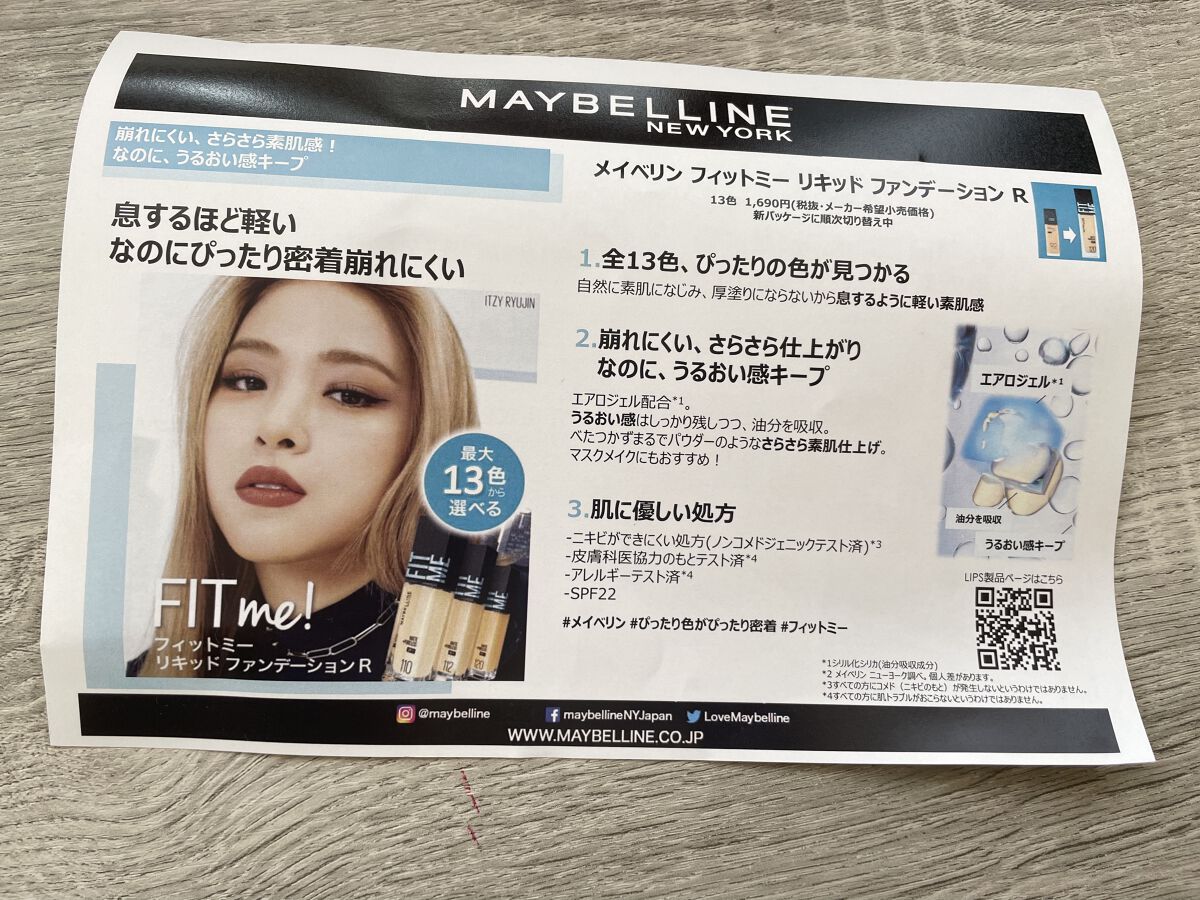 MAYBELLINE
NEW YORK
崩れにくい、さらさら素肌感！
なのに、うるおい感キープ
息するほど軽い
なのにぴったり密着崩れにくい
ITZY RYUJIN
最大
13色から
選べる
FIT me!
フィットミー
リキッド ファンデーション R
FIT ME
110
112
120
メイベリン フィットミー リキッド ファンデーション R
13色 1,690円(税抜・メーカー希望小売価格)
新パッケージに順次切り替え中
1.全13色、ぴったりの色が見つかる
自然に素肌になじみ、厚塗りにならないから息するように軽い素肌感
2.崩れにくい、さらさら仕上がり
なのに、うるおい感キープ
エアロジェル配合*1。
うるおい感はしっかり残しつつ、油分を吸収。
べたつかずまるでパウダーのようなさらさら素肌仕上げ。
マスクメイクにもおすすめ！
エアロジェル*1
油分を吸収
うるおい感キープ
3.肌に優しい処方
-ニキビができにくい処方(ノンコメドジェニックテスト済)*3
-皮膚科医協力のもとテスト済*4
-アレルギーテスト済*4
-SPF22
#メイベリン #ぴったり色がぴったり密着 #フィットミー
LIPS製品ページはこちら
*1シリル化シリカ(油分吸収成分)
*2 メイベリン ニューヨーク調べ。個人差があります。
*3すべての方にコメド（ニキビのもと）が発生しないというわけではありません。
*4すべての方に肌トラブルがおこらないというわけではありません。
@maybelline maybellineNYJapan LoveMaybelline
WWW.MAYBELLINE.CO.JP